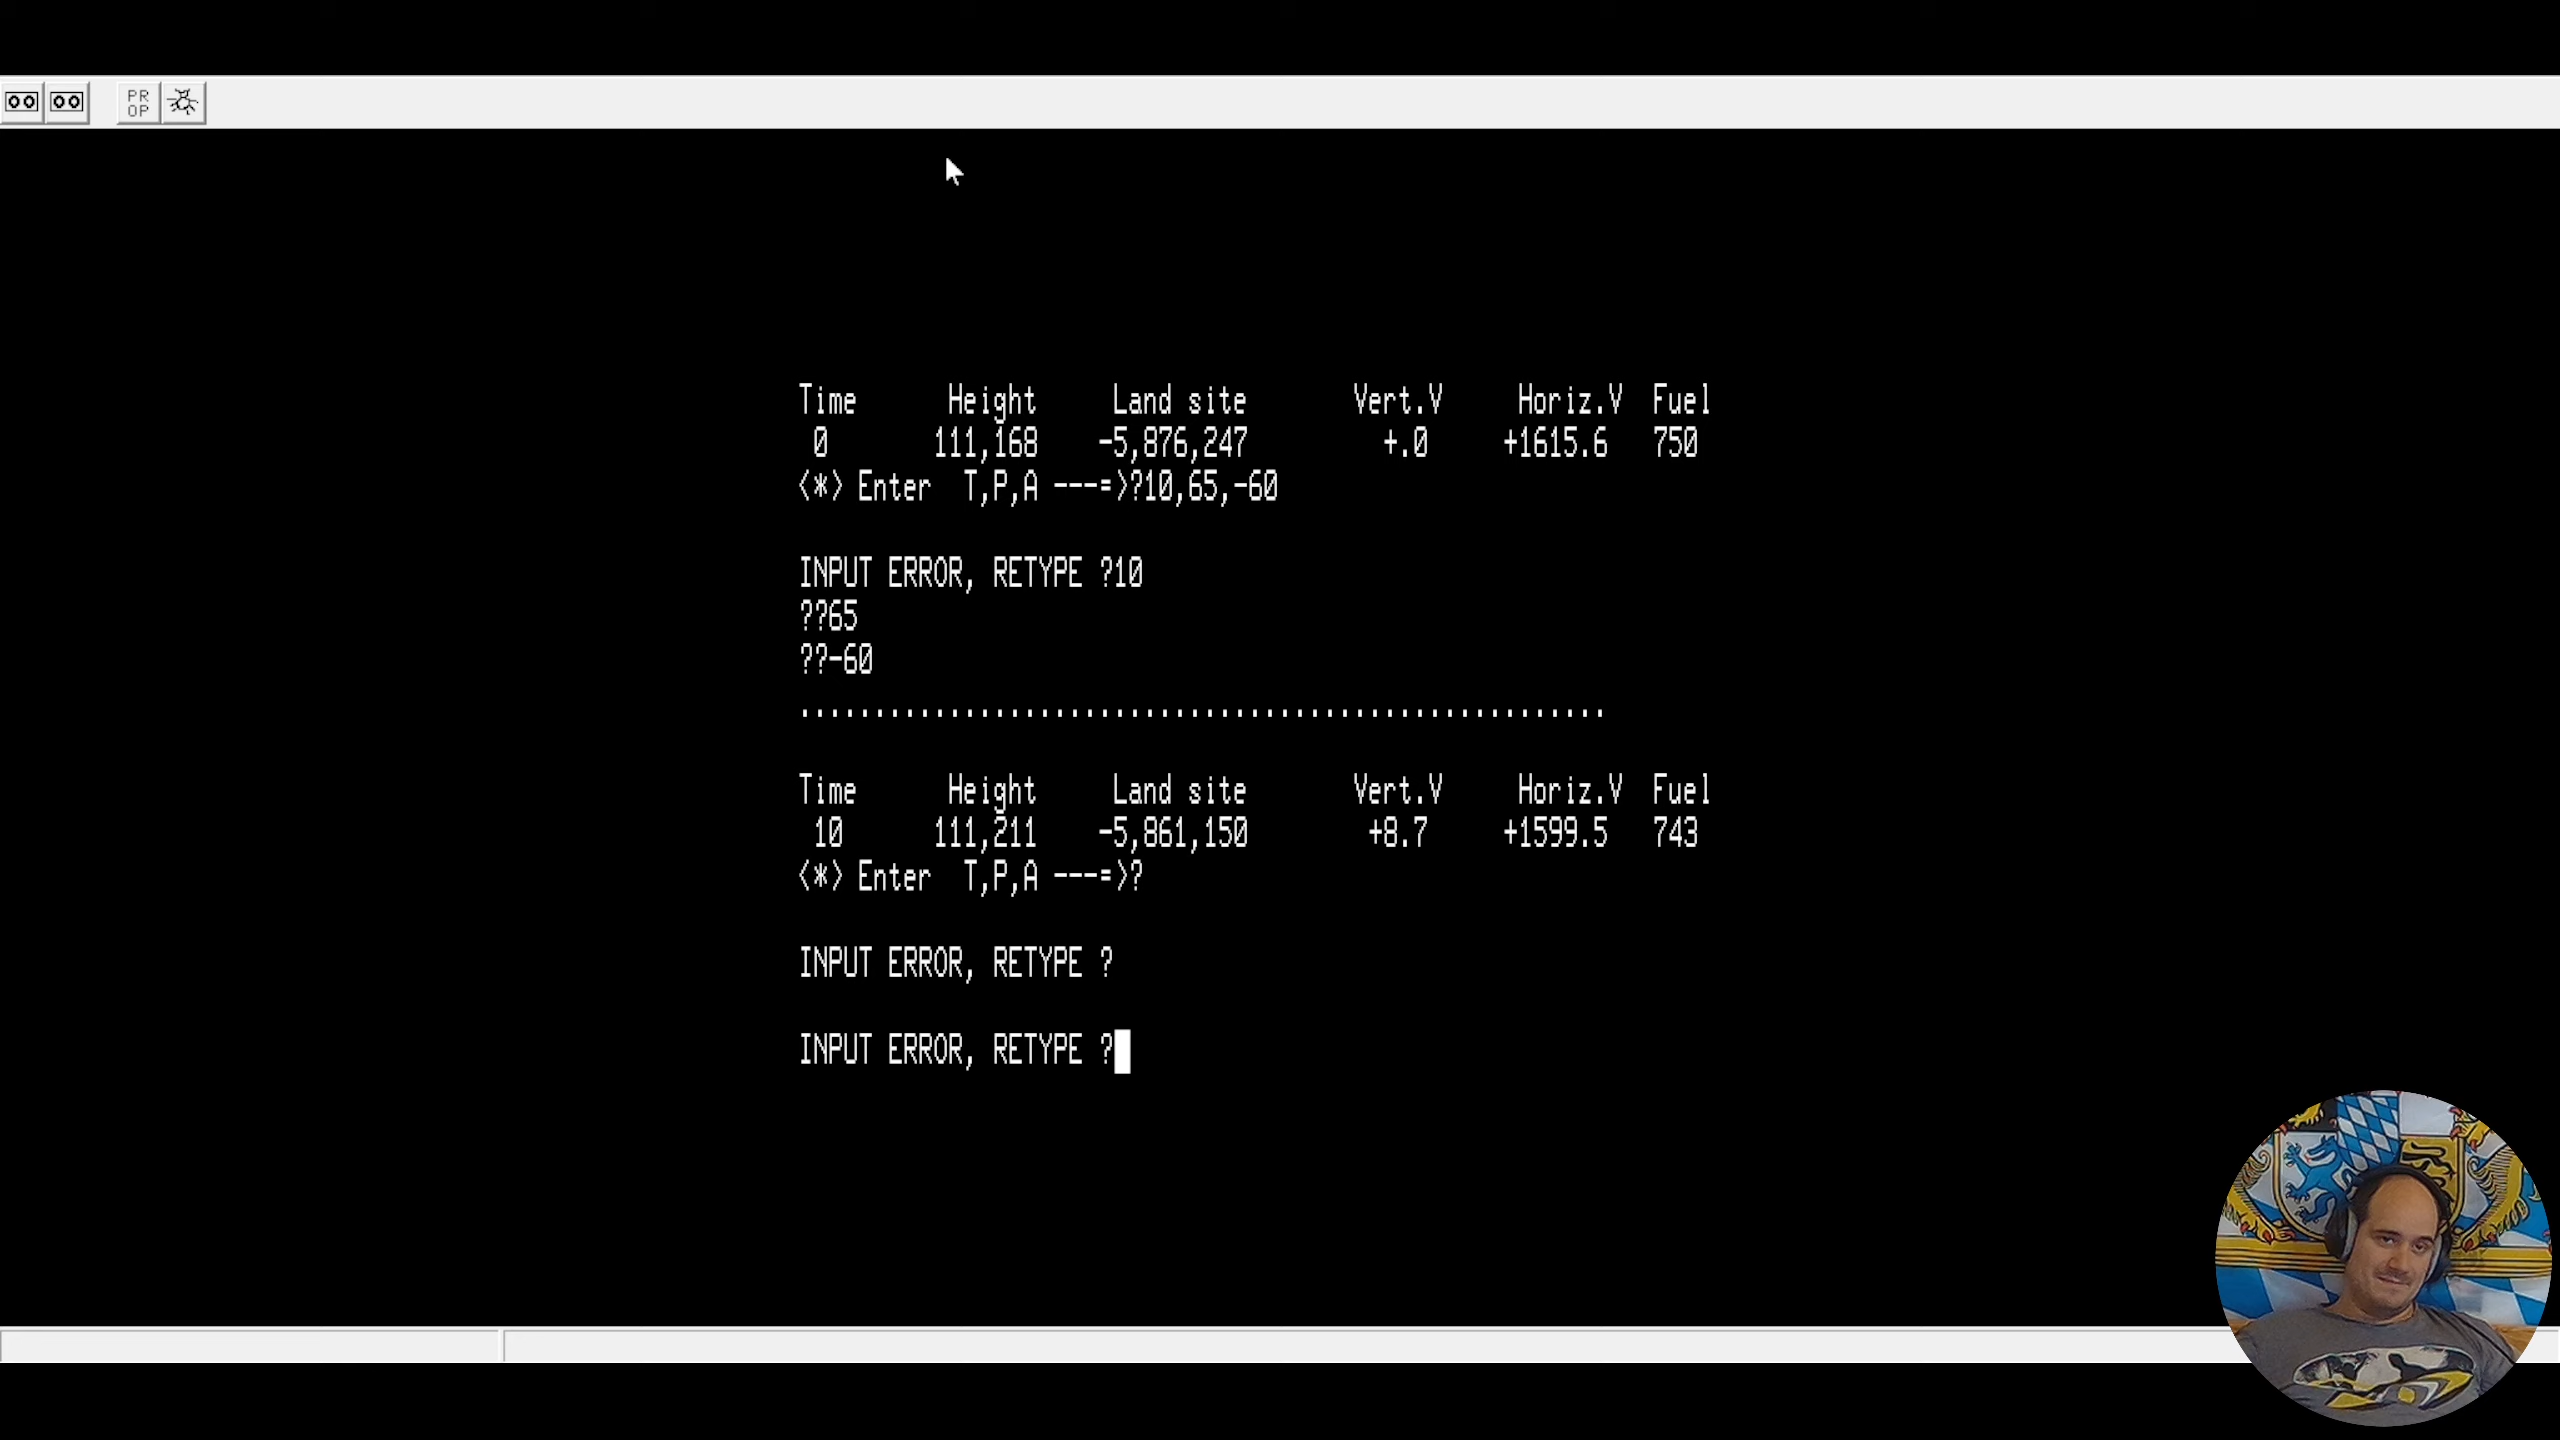 PR
OP
Time Height Land site Vert.V Horiz.V Fuel
0 111,168 -5,876,247 +.0 +1615.6 750
<*> Enter T,P,A ---=>?10,65,-60
INPUT ERROR, RETYPE ?10
??65
??-60
......................................................
Time Height Land site Vert.V Horiz.V Fuel
10 111,211 -5,861,150 +8.7 +1599.5 743
<*> Enter T,P,A ---=>?
INPUT ERROR, RETYPE ?
INPUT ERROR, RETYPE ?